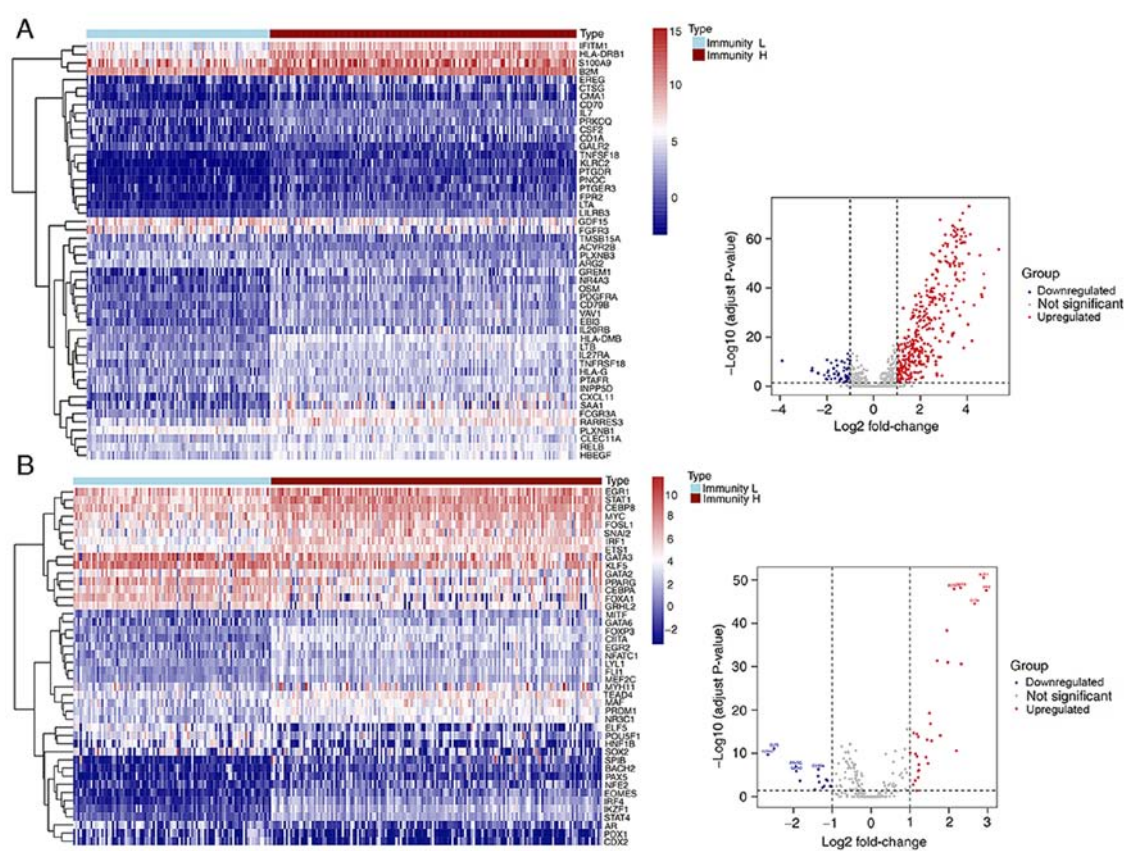 A
Type
IFITM1
HLA-DRB1
S100A9
B2M
EREG
CTSG
CMA1
CD70
IL7
PRKCQ
CSF2
CD1A
GALR2
TNFSF18
KLRC2
PTGDR
PNOC
PTGER3
FPR2
LTA
LILRB3
GDF15
FGFR3
TMSB15A
ACVR2B
PLXNB3
ARG2
GREM1
NR4A3
OSM
PDGFRA
CD79B
VAV1
EBI3
IL20RB
HLA-DMB
LTB
IL27RA
TNFRSF18
HLA-G
PTAFR
INPP5D
CXCL11
SAA1
FCGR3A
RARRES3
PLXNB1
CLEC11A
RELB
HBEGF
15
10
5
0
Type
Immunity L
Immunity H
−Log10 (adjust P-value)
60
40
20
0
−4 −2 0 2 4
Log2 fold-change
Group
Downregulated
Not significant
Upregulated
B
Type
EGR1
STAT1
CEBP8
MYC
FOSL1
SNAI2
IRF1
ETS1
GATA3
KLF5
GATA2
PPARG
CEBPA
FOXA1
GRHL2
MITF
GATA6
FOXP3
CIITA
EGR2
NFATC1
LYL1
FLI1
MEF2C
MYH11
TEAD4
MAF
PRDM1
NR3C1
ELF5
POU5F1
HNF1B
SOX2
SPIB
BACH2
PAX5
NFE2
EOMES
IRF4
IKZF1
STAT4
AR
PDX1
CDX2
10
8
6
4
2
0
−2
Type
Immunity L
Immunity H
−Log10 (adjust P-value)
50
40
30
20
10
0
−2 −1 0 1 2 3
Log2 fold-change
Group
Downregulated
Not significant
Upregulated